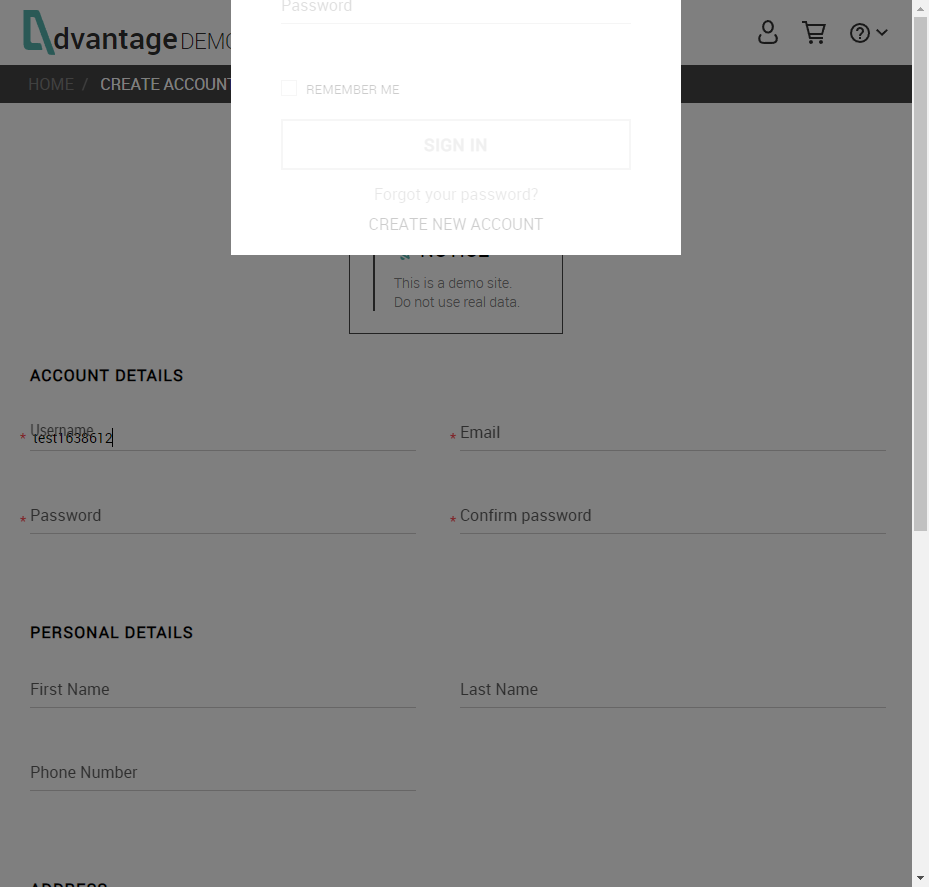 Password
dvantage DEMO
HOME / CREATE ACCOUNT
REMEMBER ME
SIGN IN
Forgot your password?
CREATE NEW ACCOUNT
This is a demo site.
Do not use real data.
ACCOUNT DETAILS
Username
* test1638612
* Email
* Password
* Confirm password
PERSONAL DETAILS
First Name
Last Name
Phone Number
ADDRESS